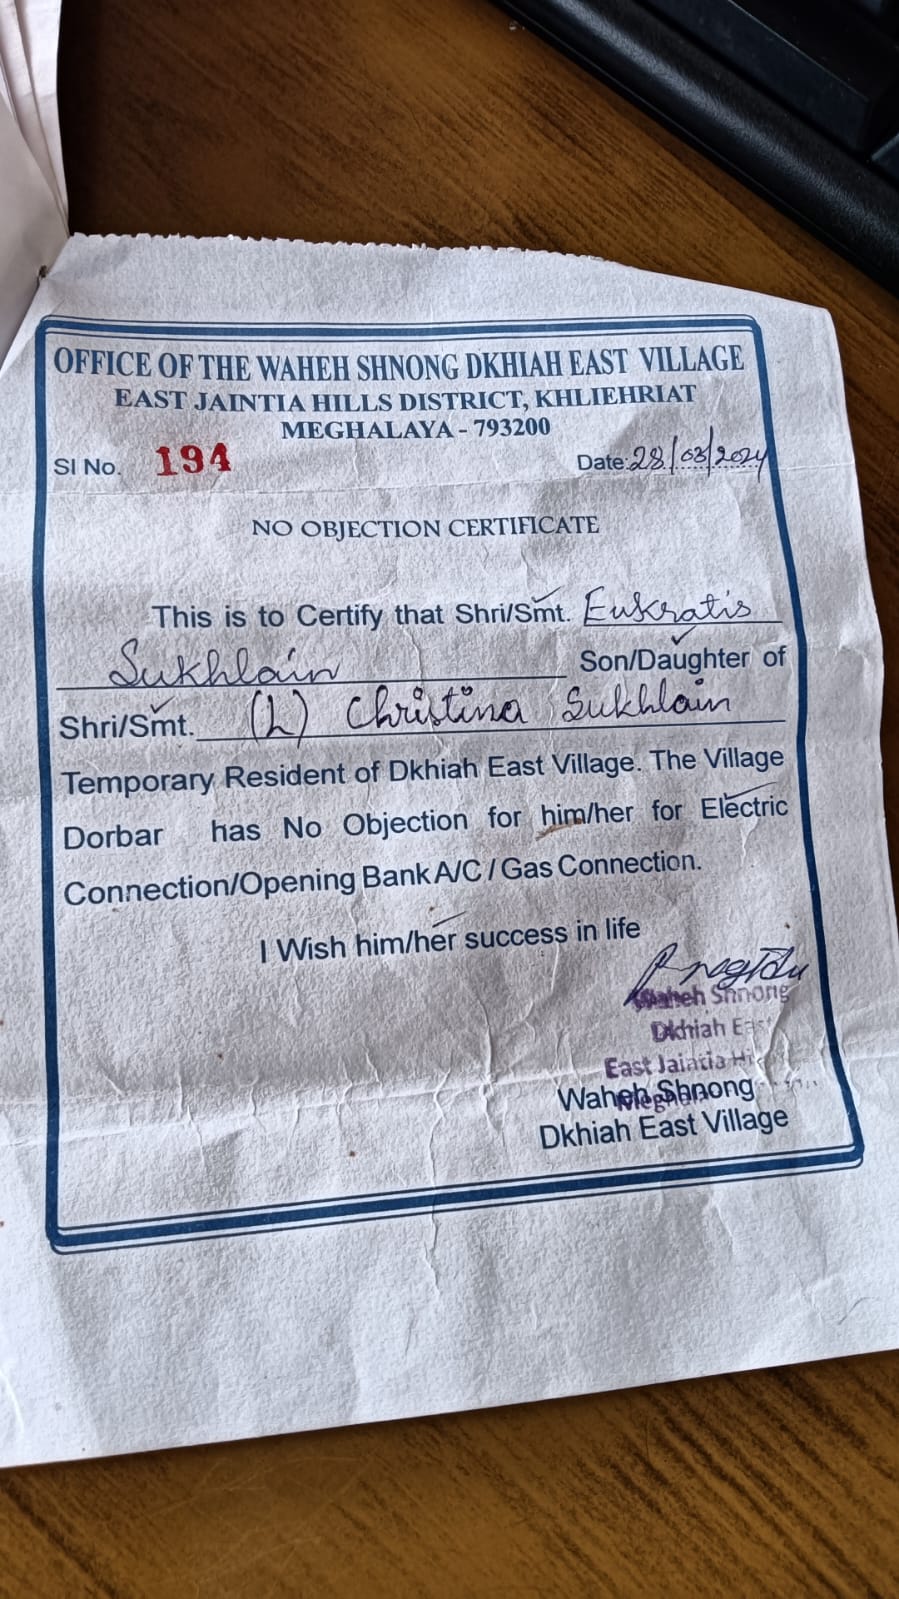 OFFICE OF THE WAHEH SHNONG DKHIAH EAST VILLAGE
EAST JAINTIA HILLS DISTRICT, KHLIEHRIAT
MEGHALAYA - 793200
Sl No. 194 Date: 28/03/2024
NO OBJECTION CERTIFICATE
This is to Certify that Shri/Smt. Eukratis
Sukhlain Son/Daughter of
Shri/Smt. (L) Christina Sukhlain
Temporary Resident of Dkhiah East Village. The Village
Dorbar has No Objection for him/her for Electric
Connection/Opening Bank A/C / Gas Connection.
I Wish him/her success in life
Waheh Shnong
Dkhiah East
East Jaintia Hi
Waheh Shnong
Dkhiah East Village